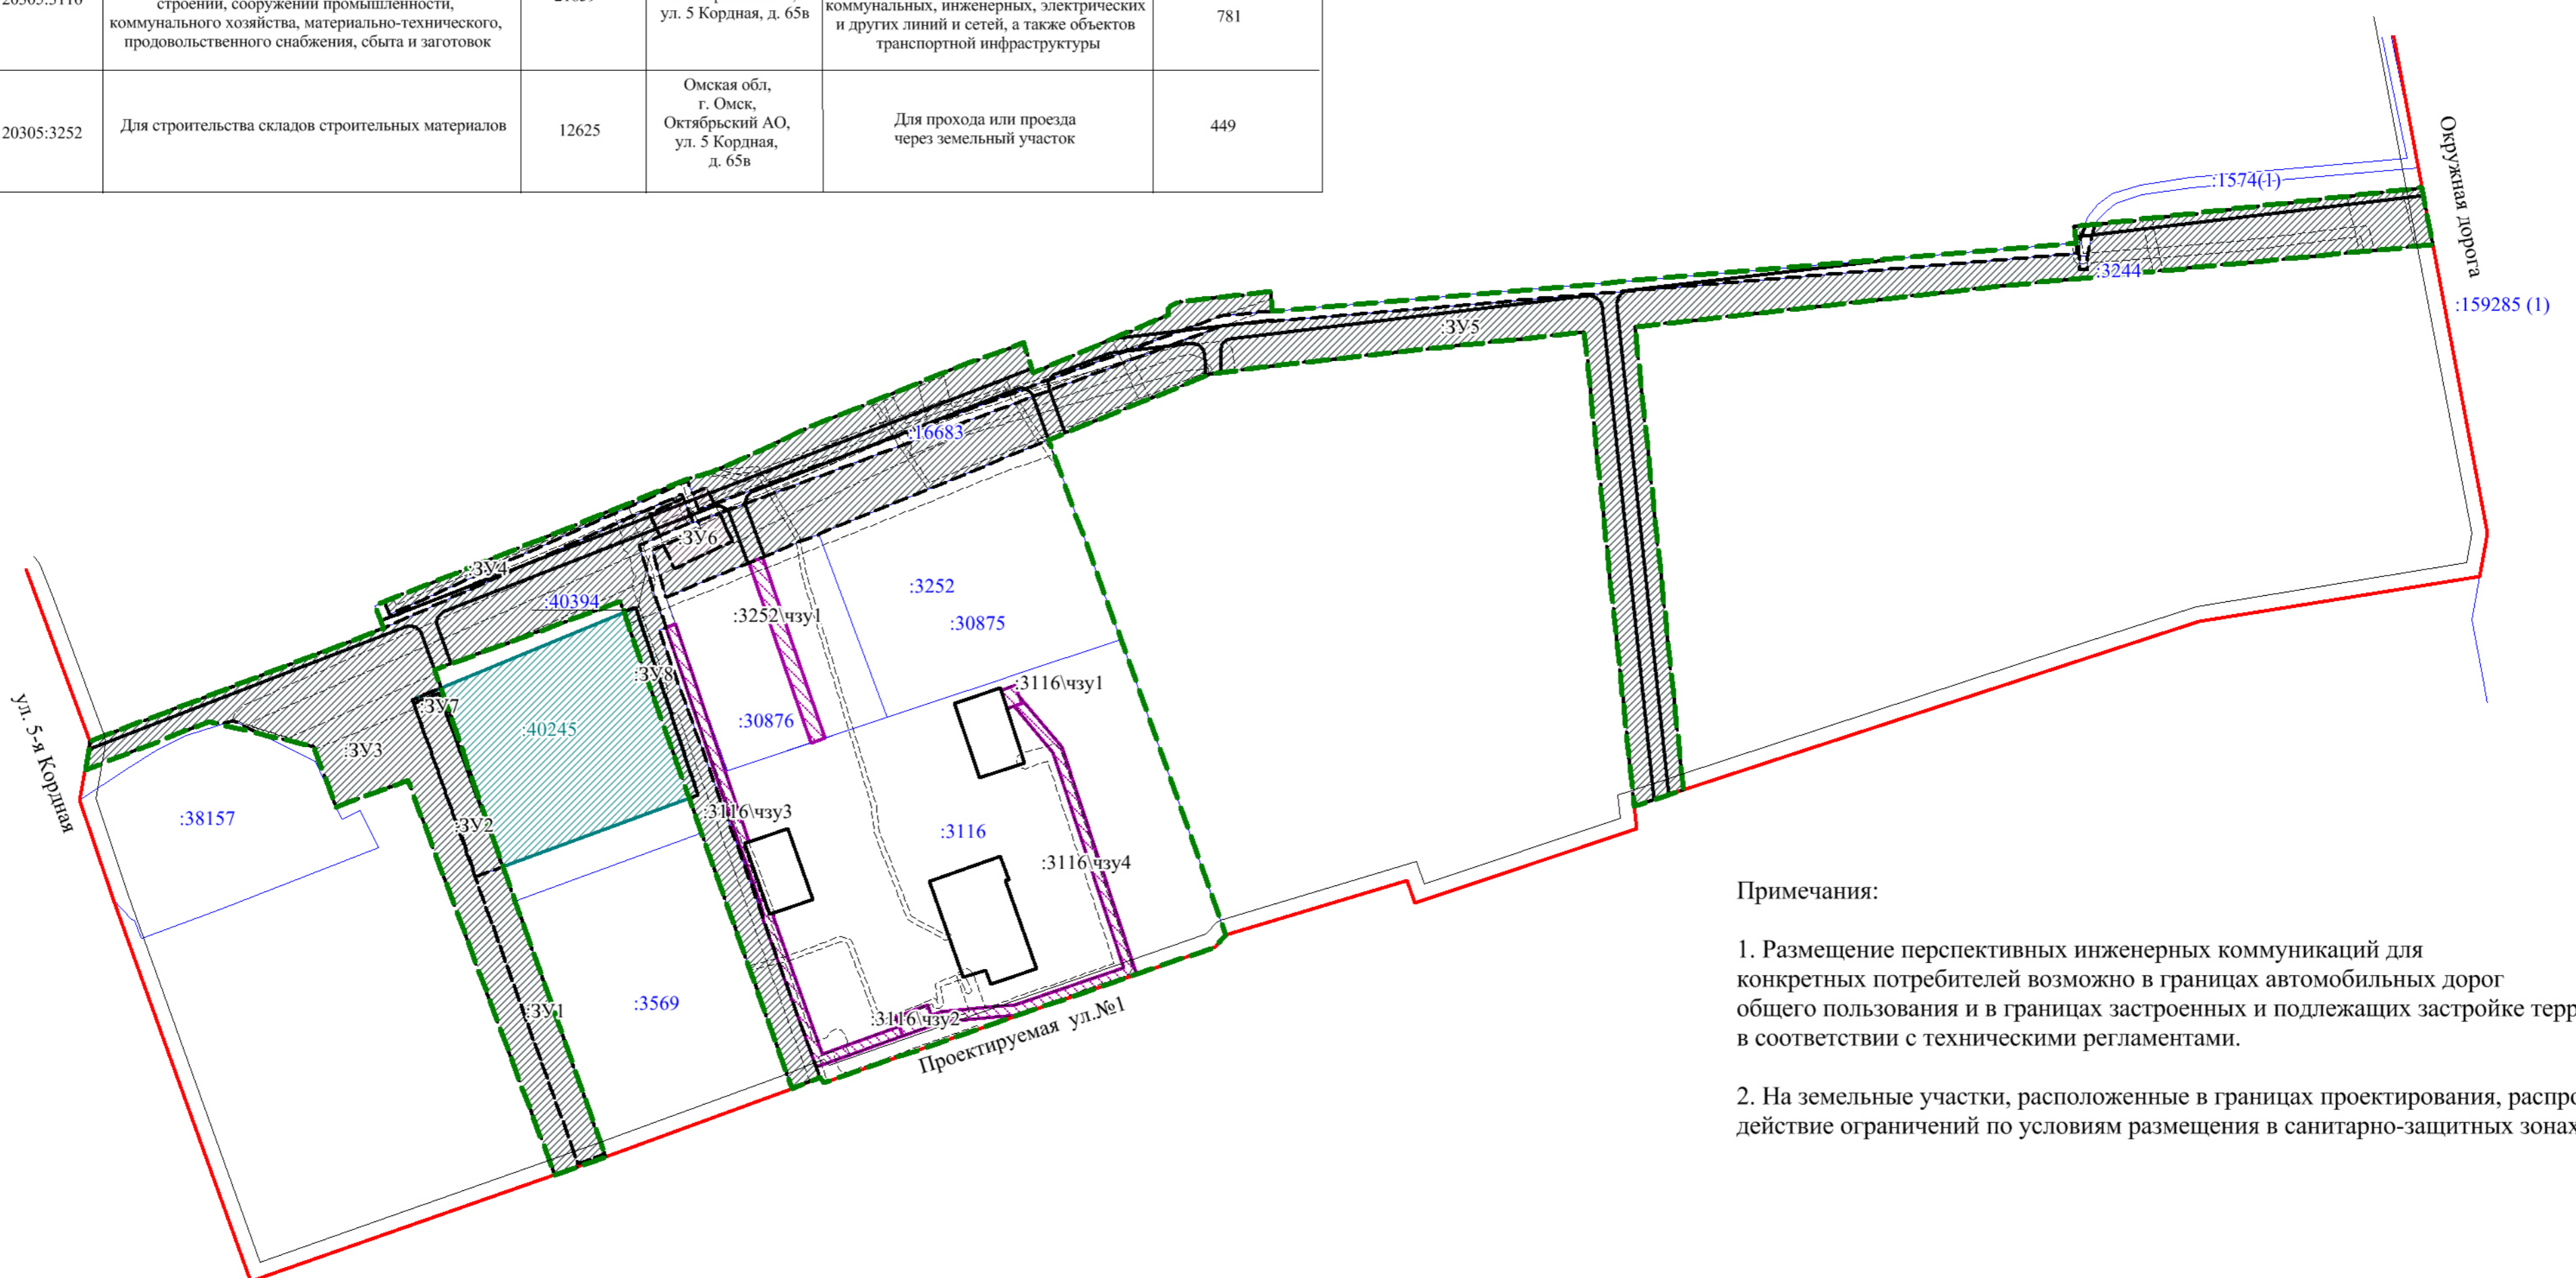 строений, сооружений промышленности,
коммунального хозяйства, материально-технического,
продовольственного снабжения, сбыта и заготовок
ул. 5 Кордная, д. 65в
коммунальных, инженерных, электрических
и других линий и сетей, а также объектов
транспортной инфраструктуры
781
20305:3252
Для строительства складов строительных материалов
12625
Омская обл,
г. Омск,
Октябрьский АО,
ул. 5 Кордная,
д. 65в
Для прохода или проезда
через земельный участок
449
Окружная дорога
:1574(1)
:3244
:159285 (1)
:ЗУ5
:16683
:ЗУ6
:ЗУ4
:40394
:3252
:30875
:3252\чзу1
:ЗУ8
:3116\чзу1
:ЗУ7
:30876
:40245
:ЗУ3
ул. 5-я Кордная
:38157
:3116\чзу3
:ЗУ2
:3116
:3116\чзу4
:3569
:ЗУ1
:3116\чзу2
Проектируемая ул.№1
Примечания:
1. Размещение перспективных инженерных коммуникаций для
конкретных потребителей возможно в границах автомобильных дорог
общего пользования и в границах застроенных и подлежащих застройке терр
в соответствии с техническими регламентами.
2. На земельные участки, расположенные в границах проектирования, распро
действие ограничений по условиям размещения в санитарно-защитных зонах